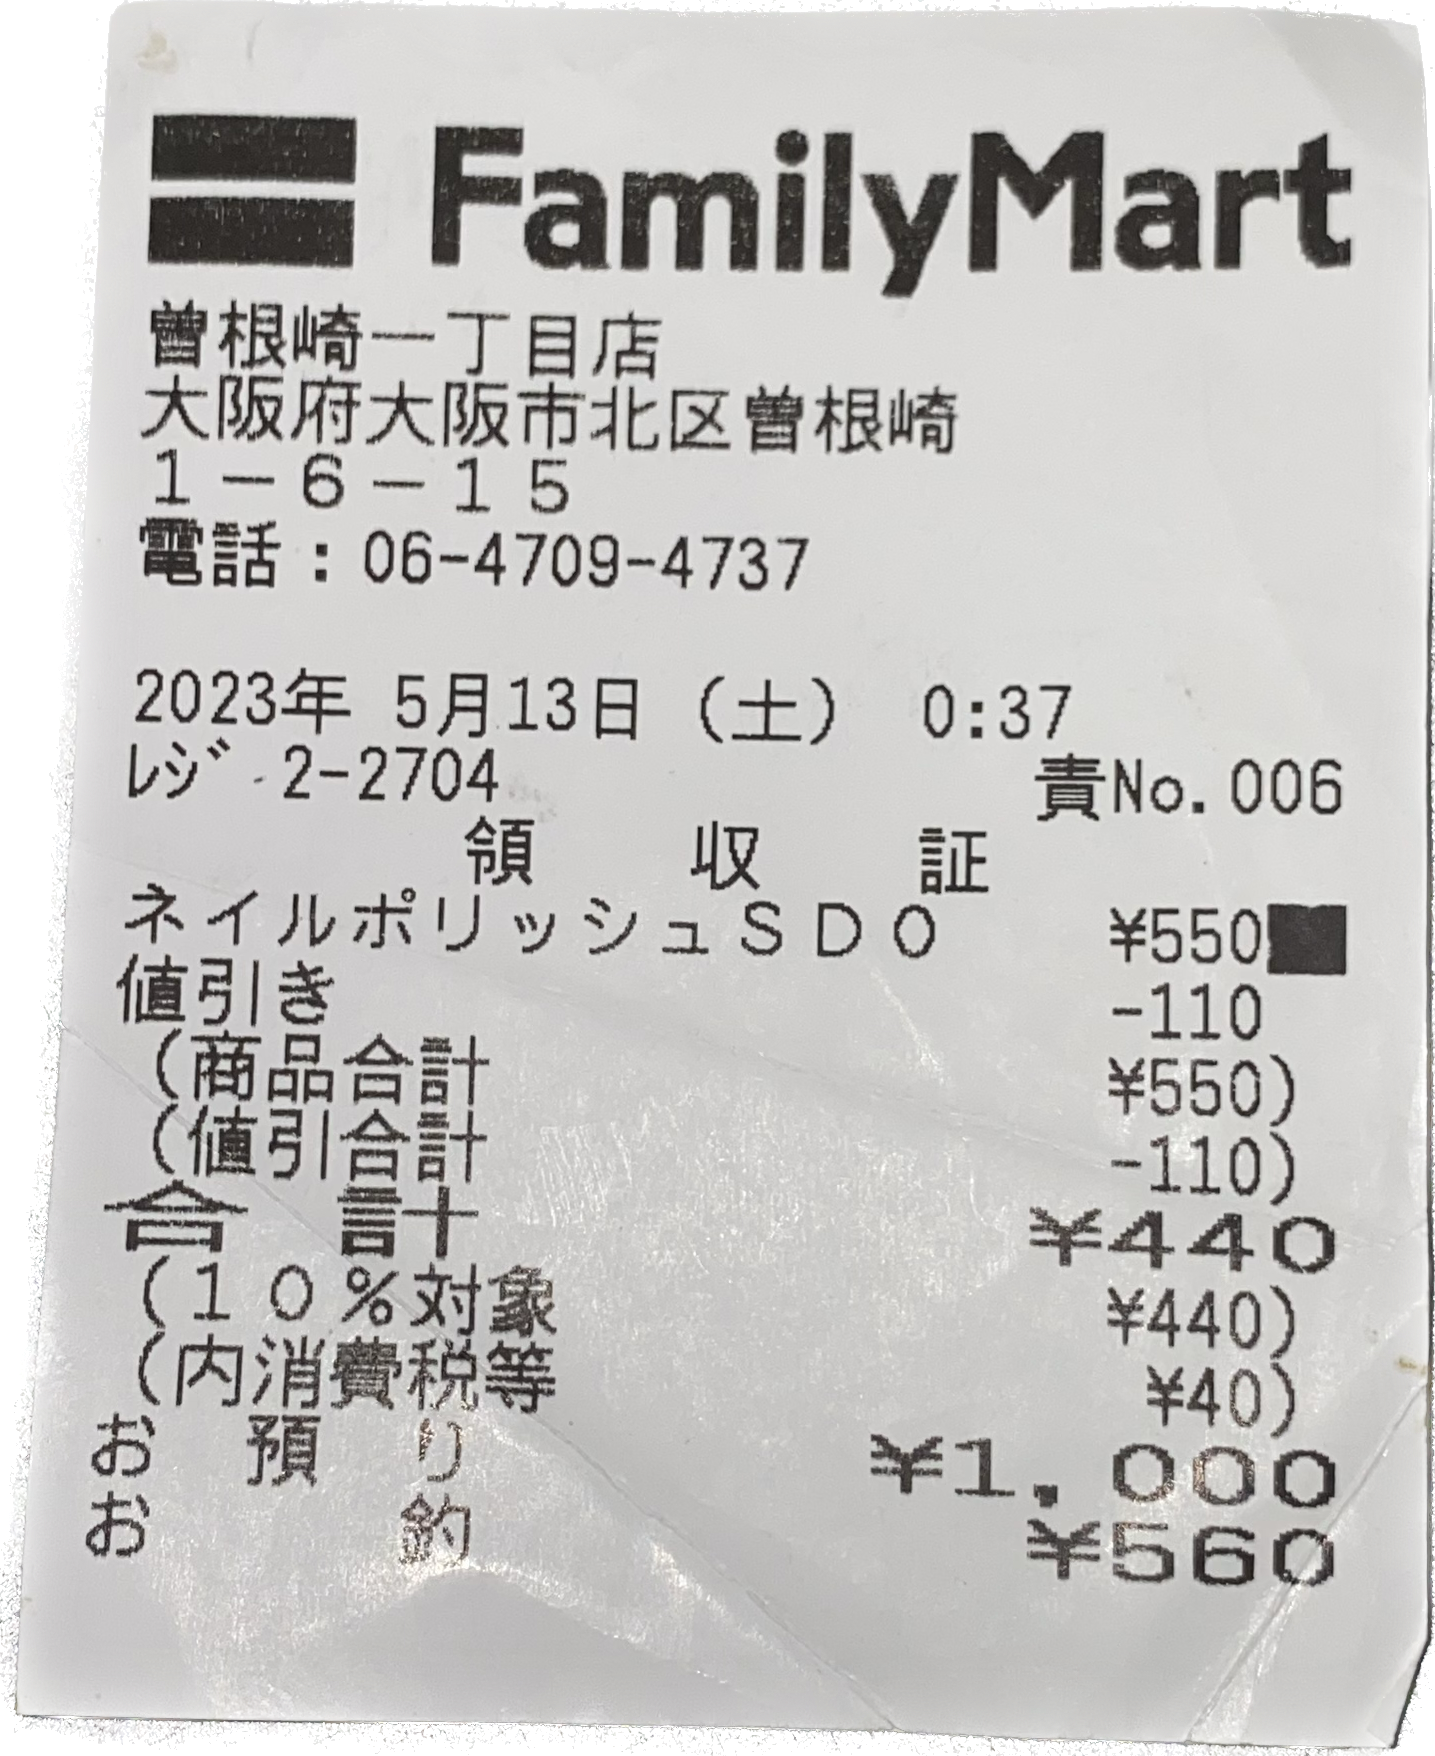 FamilyMart
曽根崎一丁目店
大阪府大阪市北区曽根崎
1－6－15
電話：06-4709-4737
2023年 5月13日（土） 0:37
ﾚｼﾞ 2-2704 責No.006
領 収 証
ネイルポリッシュＳＤＯ ¥550■
値引き -110
(商品合計 ¥550)
(値引合計 -110)
合 計 ¥440
(１０％対象 ¥440)
(内消費税等 ¥40)
お 預 り ¥1,000
お 釣 ¥560